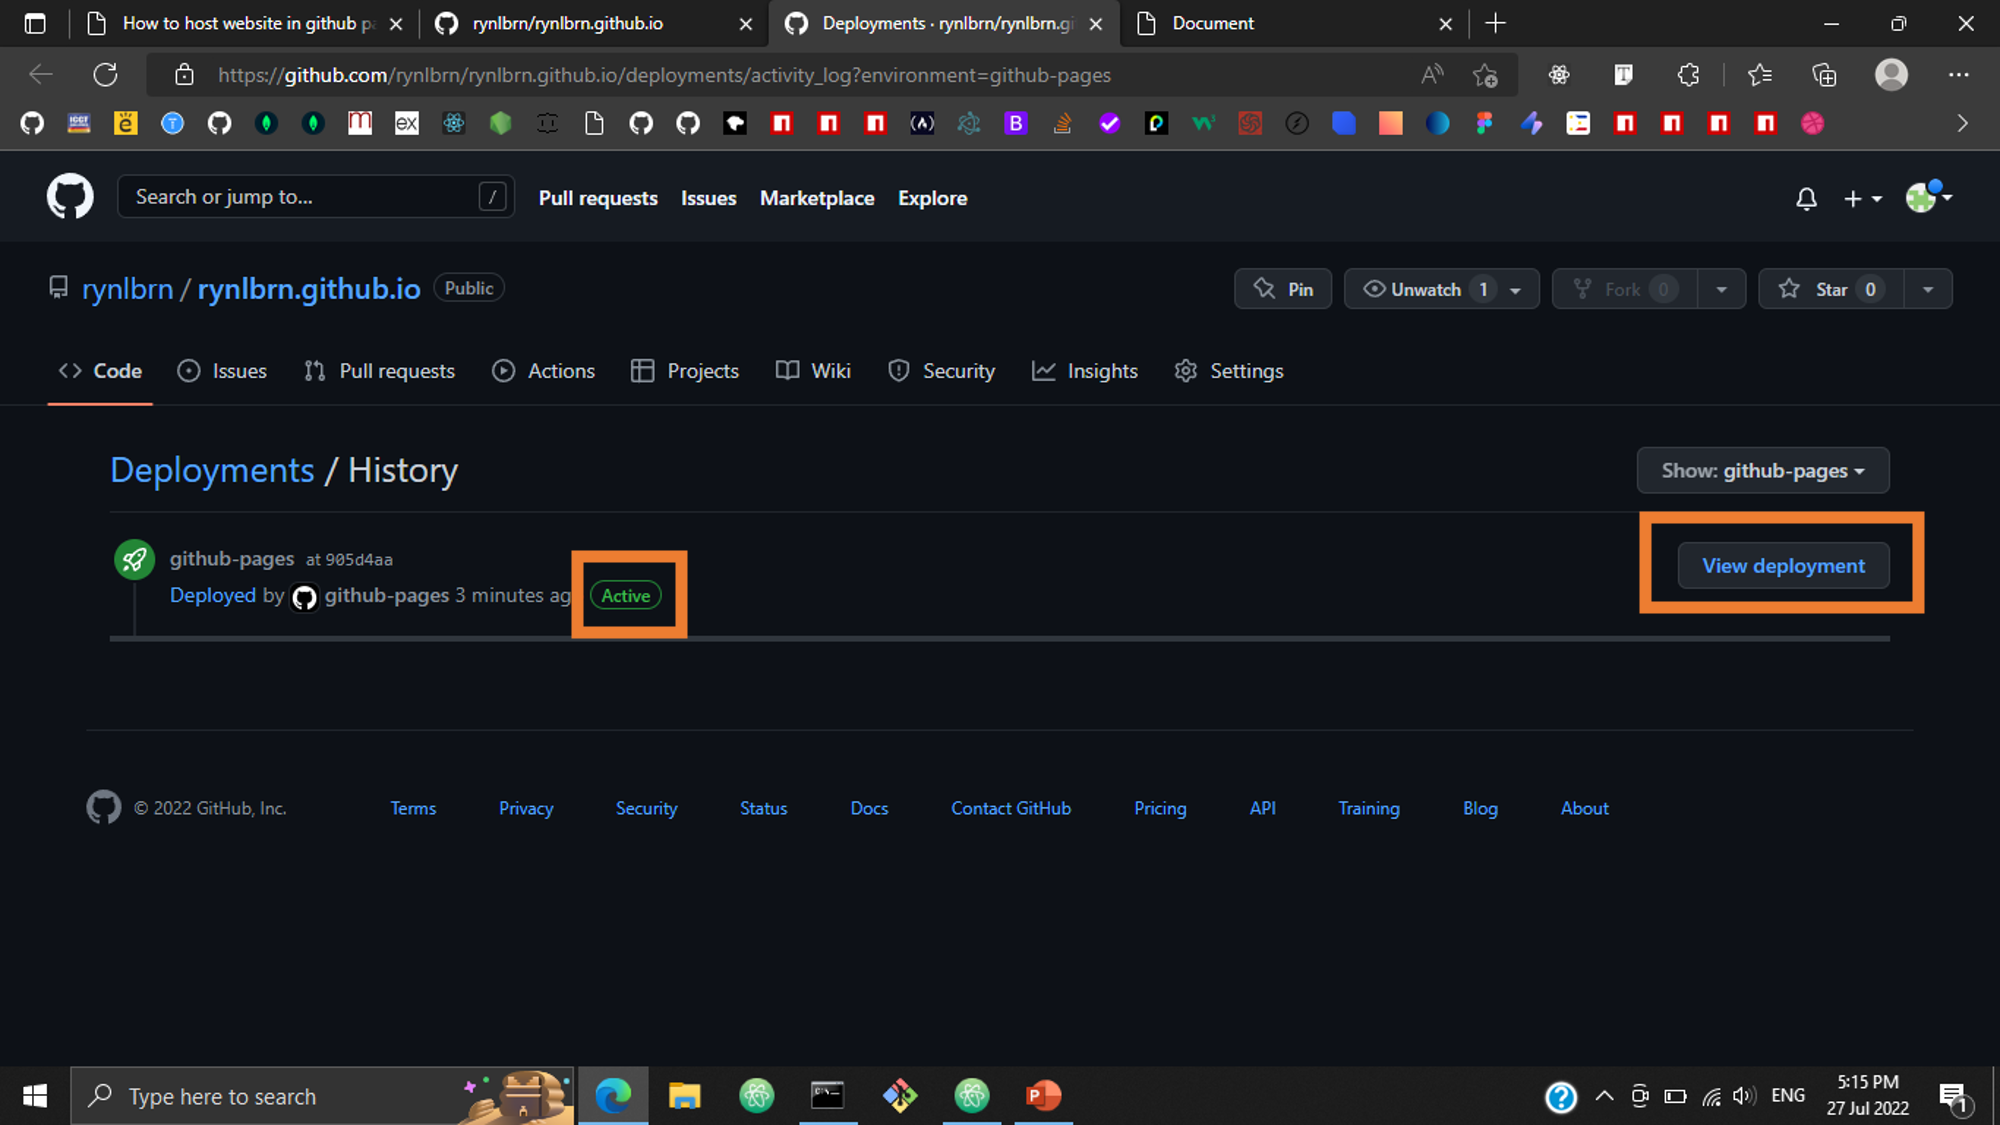 How to host website in github p
rynlbrn/rynlbrn.github.io
Deployments · rynlbrn/rynlbrn.gi
Document
https://github.com/rynlbrn/rynlbrn.github.io/deployments/activity_log?environment=github-pages
Search or jump to...
/
Pull requests
Issues
Marketplace
Explore
rynlbrn / rynlbrn.github.io
Public
Pin
Unwatch 1
Fork 0
Star 0
Code
Issues
Pull requests
Actions
Projects
Wiki
Security
Insights
Settings
Deployments / History
Show: github-pages
github-pages at 905d4aa
View deployment
Deployed by github-pages 3 minutes ag
Active
© 2022 GitHub, Inc.
Terms
Privacy
Security
Status
Docs
Contact GitHub
Pricing
API
Training
Blog
About
Type here to search
ENG
5:15 PM
27 Jul 2022
1